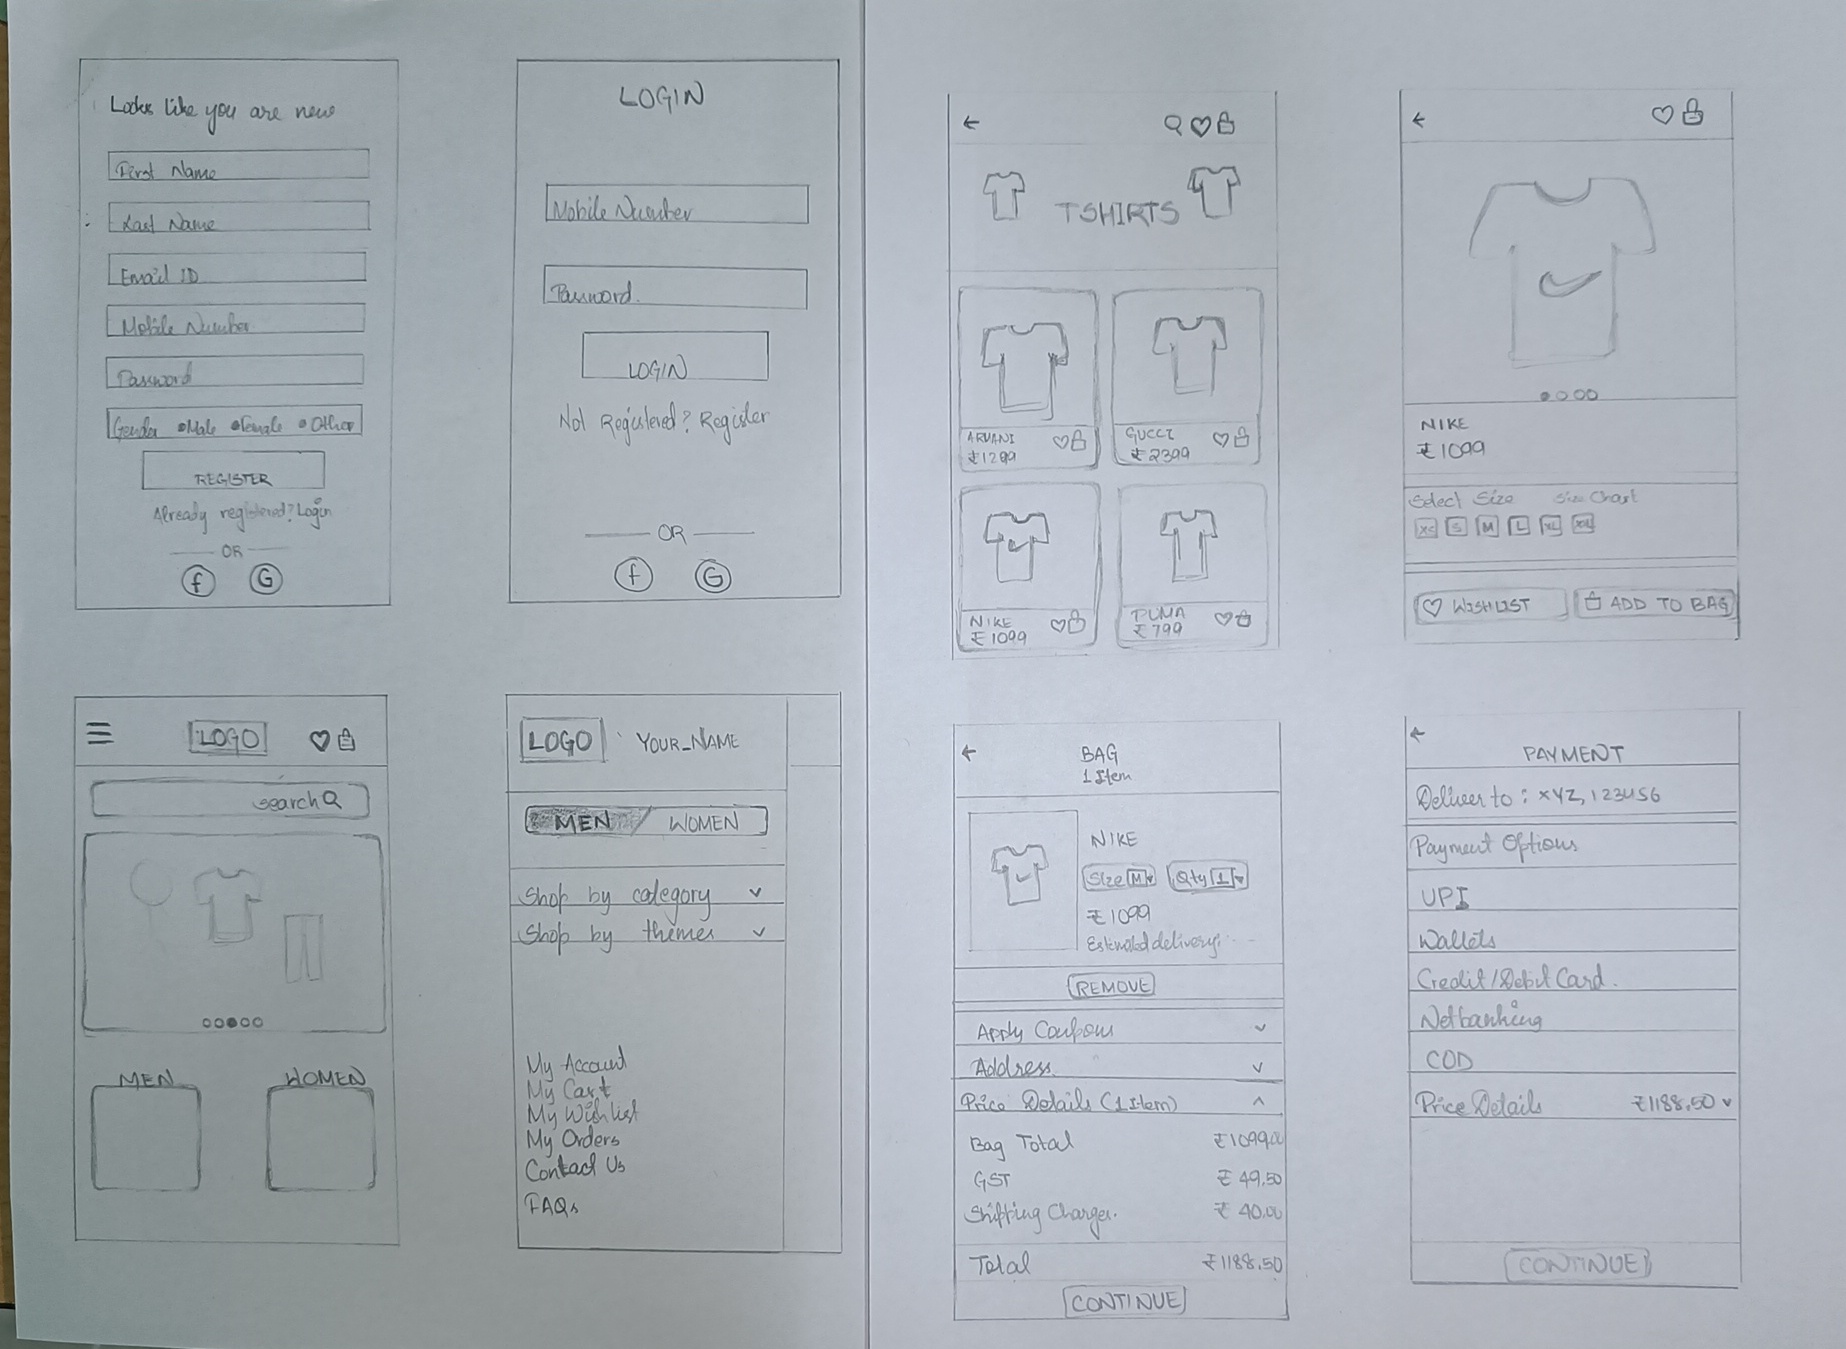 Looks like you are new
First Name
Last Name
Email ID
Mobile Number
Password
Gender Male Female Other
REGISTER
Already registered? Login
OR
f G
LOGIN
Mobile Number
Password
LOGIN
Not Registered? Register
OR
f G
LOGO
search
MEN WOMEN
LOGO YOUR_NAME
MEN WOMEN
Shop by category
Shop by themes
My Account
My Cart
My Wishlist
My Orders
Contact Us
FAQs
TSHIRTS
ARMANI
₹1299
GUCCI
₹2399
NIKE
₹1099
PUMA
₹799
NIKE
₹1099
Select Size Size Chart
XS S M L XL XXL
WISHLIST ADD TO BAG
BAG
1 Item
NIKE
Size M Qty 1
₹1099
Estimated delivery:
REMOVE
Apply Coupons
Address
Price Details (1 Item)
Bag Total ₹1099.00
GST ₹49.50
Shipping Charges. ₹40.00
Total ₹1188.50
CONTINUE
PAYMENT
Deliver to : XYZ, 123456
Payment Options
UPI
Wallets
Credit/Debit Card.
Netbanking
COD
Price Details ₹1188.50
CONTINUE